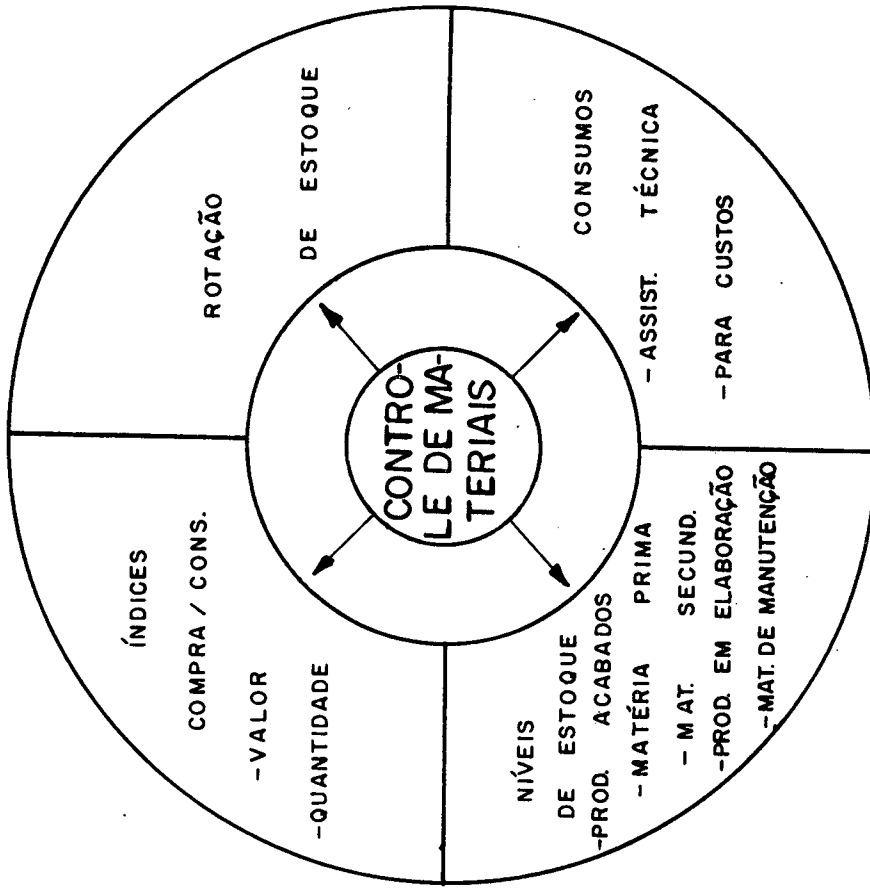 ÍNDICES
COMPRA / CONS.
-VALOR
-QUANTIDADE
ROTAÇÃO
DE ESTOQUE
CONTRO-
LE DE MA-
TERIAIS
NÍVEIS
DE ESTOQUE
-PROD. ACABADOS
-MATÉRIA PRIMA
-MAT. SECUND.
-PROD. EM ELABORAÇÃO
-MAT. DE MANUTENÇÃO
CONSUMOS
-ASSIST. TÉCNICA
-PARA CUSTOS